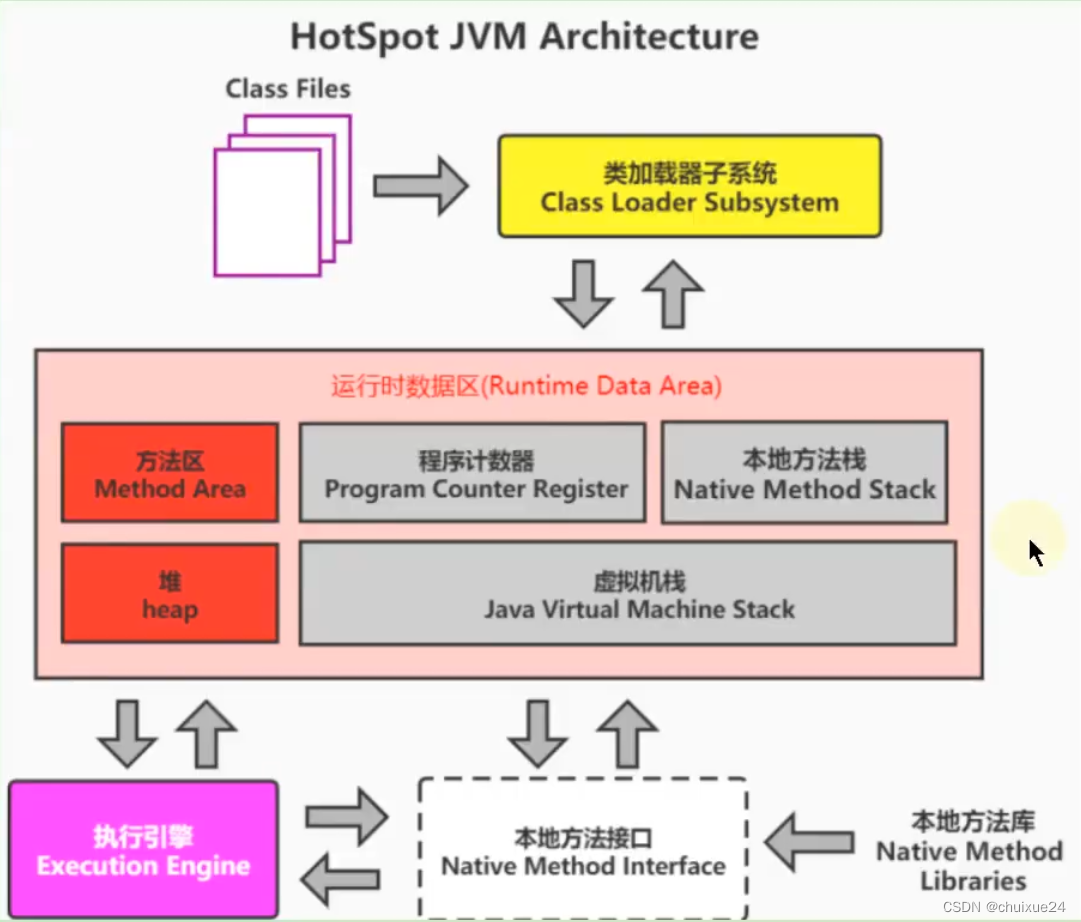 HotSpot JVM Architecture
Class Files
类加载器子系统
Class Loader Subsystem
运行时数据区(Runtime Data Area)
方法区
Method Area
程序计数器
Program Counter Register
本地方法栈
Native Method Stack
堆
heap
虚拟机栈
Java Virtual Machine Stack
执行引擎
Execution Engine
本地方法接口
Native Method Interface
本地方法库
Native Method
Libraries
CSDN @chuixue24